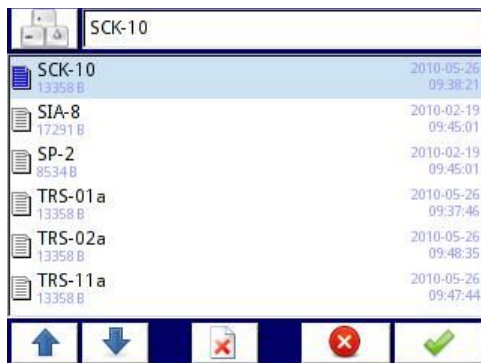 SCK-10
SCK-10 2010-05-26
13358 B 09:38:21
SIA-8 2010-02-19
17291 B 09:45:01
SP-2 2010-02-19
8534 B 09:45:01
TRS-01a 2010-05-26
13358 B 09:37:46
TRS-02a 2010-05-26
13358 B 09:48:35
TRS-11a 2010-05-26
13358 B 09:47:44